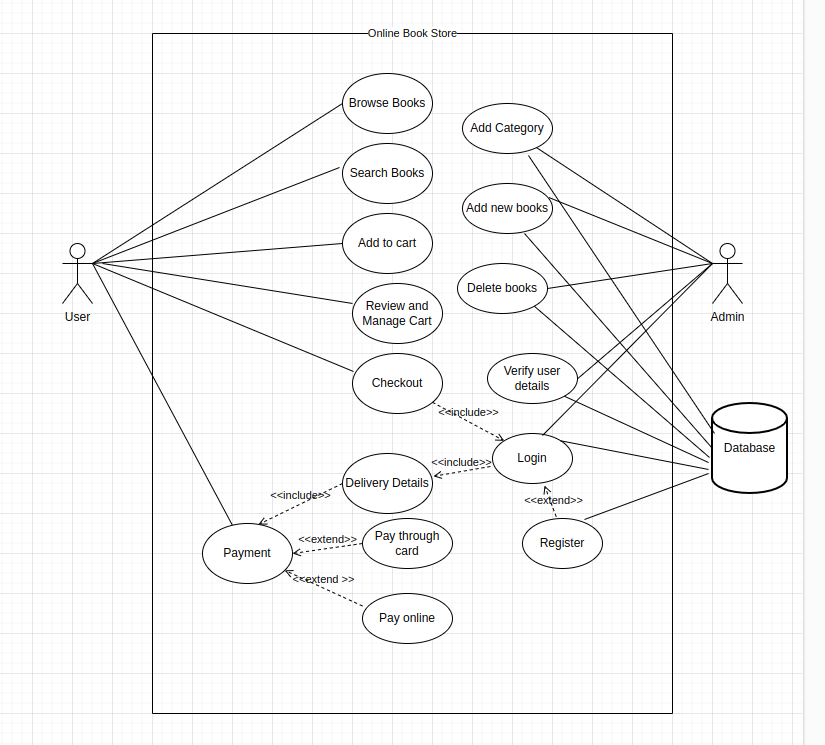 Online Book Store
Browse Books
Add Category
Search Books
Add new books
Add to cart
Delete books
Review and
Manage Cart
User
Admin
Verify user
details
Checkout
<<include>>
Database
Login
<<include>>
Delivery Details
<<include>>
<<extend>>
Pay through
card
<<extend>>
Register
Payment
<<extend >>
Pay online